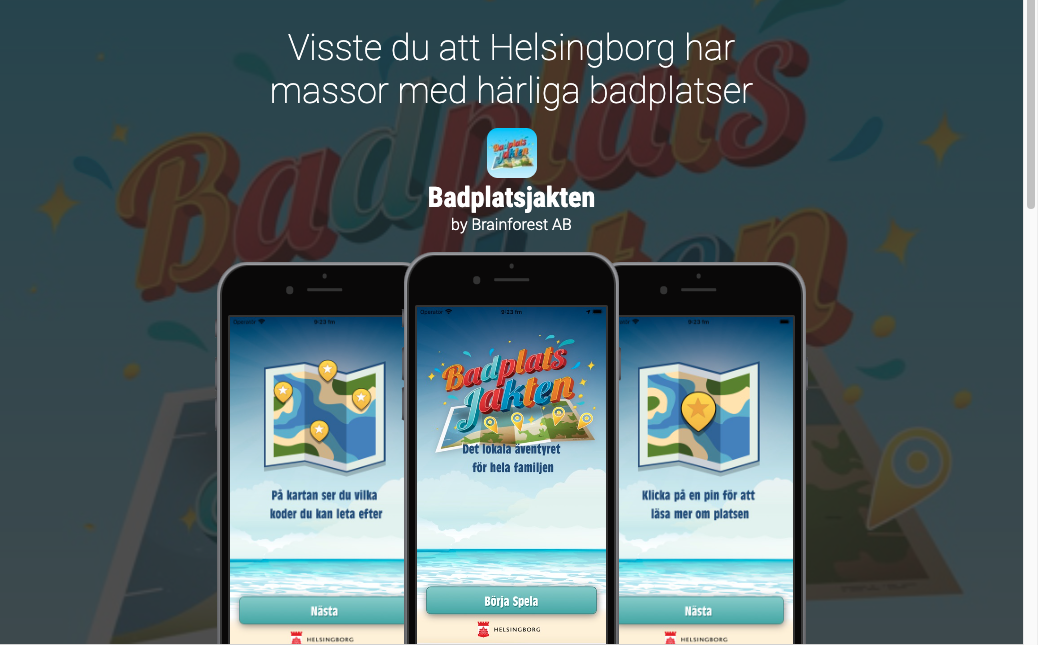 Visste du att Helsingborg har
massor med härliga badplatser
Badplats
Jakten
Badplatsjakten
by Brainforest AB
9:23 fm
På kartan ser du vilka
koder du kan leta efter
Nästa
HELSINGBORG
9:23 fm
Badplats
Jakten
Det lokala äventyret
för hela familjen
Börja Spela
HELSINGBORG
9:23 fm
Klicka på en pin för att
läsa mer om platsen
Nästa
HELSINGBORG
Badplats